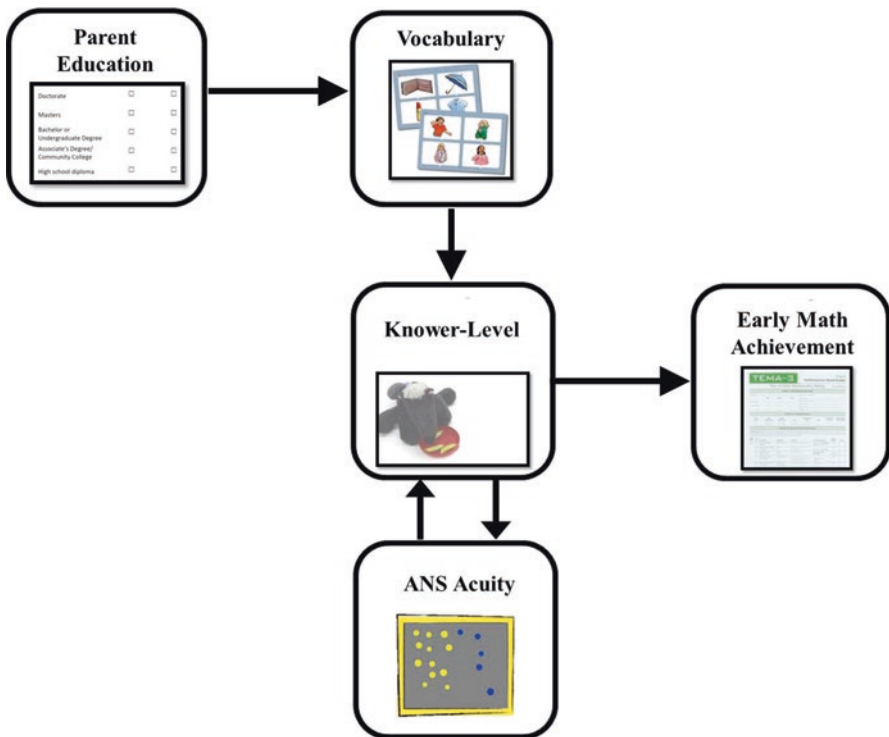 Parent
Education
Doctorate
Masters
Bachelor or
Undergraduate Degree
Associate's Degree/
Community College
High school diploma
Vocabulary
Knower-Level
Early Math
Achievement
TEMA-3
ANS Acuity